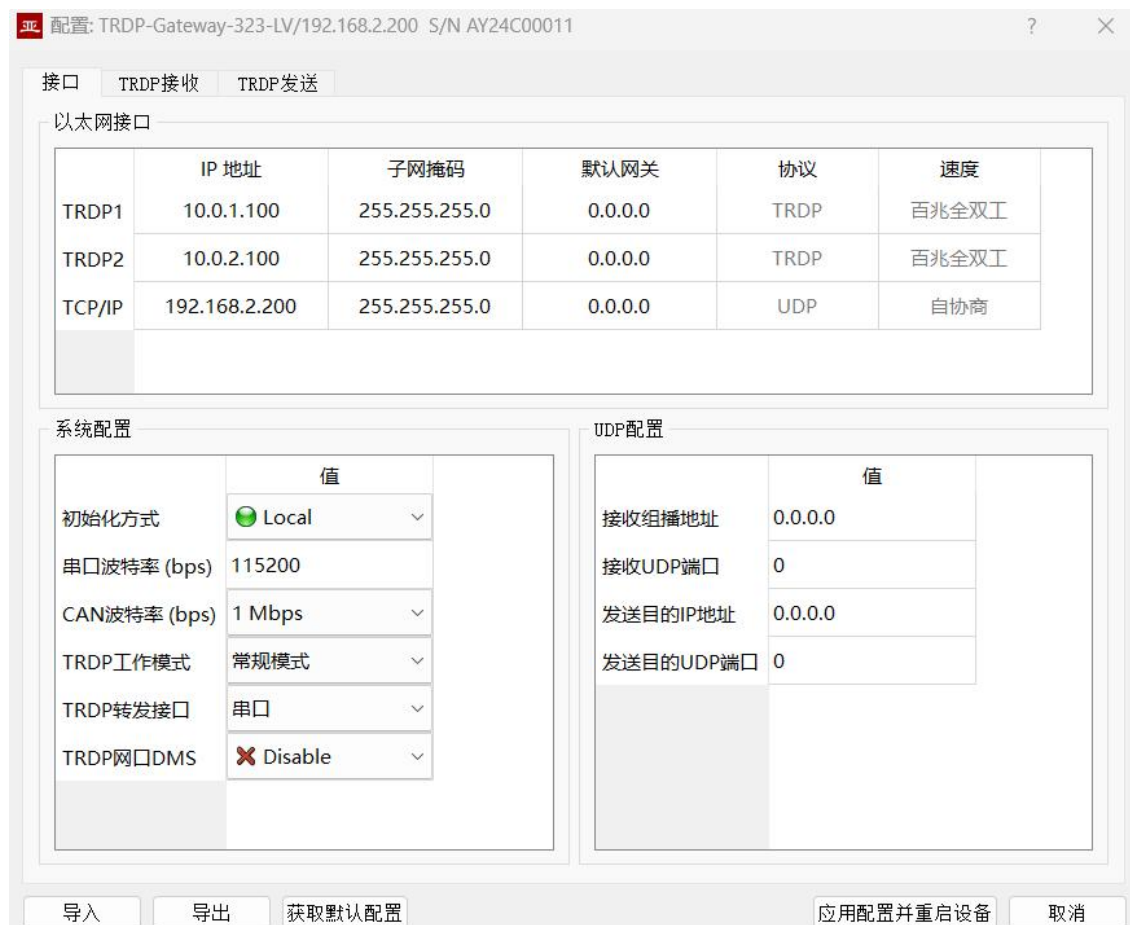 亚 配置: TRDP-Gateway-323-LV/192.168.2.200 S/N AY24C00011 ?
接口 TRDP接收 TRDP发送
以太网接口
IP 地址 子网掩码 默认网关 协议 速度
TRDP1 10.0.1.100 255.255.255.0 0.0.0.0 TRDP 百兆全双工
TRDP2 10.0.2.100 255.255.255.0 0.0.0.0 TRDP 百兆全双工
TCP/IP 192.168.2.200 255.255.255.0 0.0.0.0 UDP 自协商
系统配置
值
初始化方式 Local
串口波特率 (bps) 115200
CAN波特率 (bps) 1 Mbps
TRDP工作模式 常规模式
TRDP转发接口 串口
TRDP网口DMS Disable
UDP配置
值
接收组播地址 0.0.0.0
接收UDP端口 0
发送目的IP地址 0.0.0.0
发送目的UDP端口 0
导入 导出 获取默认配置 应用配置并重启设备 取消